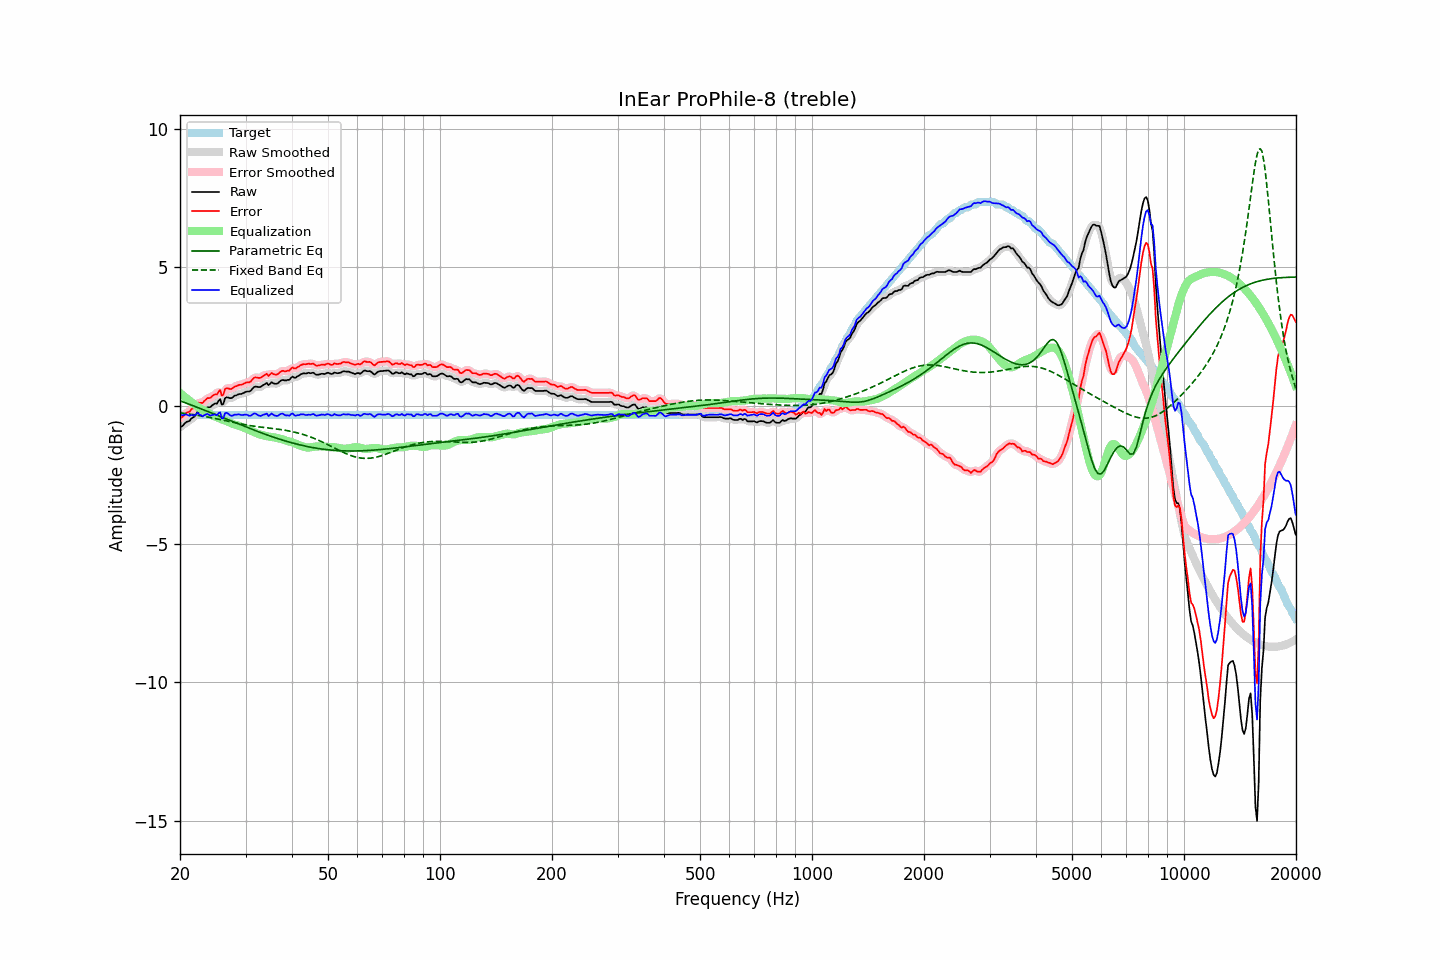 InEar ProPhile-8 (treble)
Target
Raw Smoothed
Error Smoothed
Raw
Error
Equalization
Parametric Eq
Fixed Band Eq
Equalized
10
5
0
−5
−10
−15
Amplitude (dBr)
20 50 100 200 500 1000 2000 5000 10000 20000
Frequency (Hz)